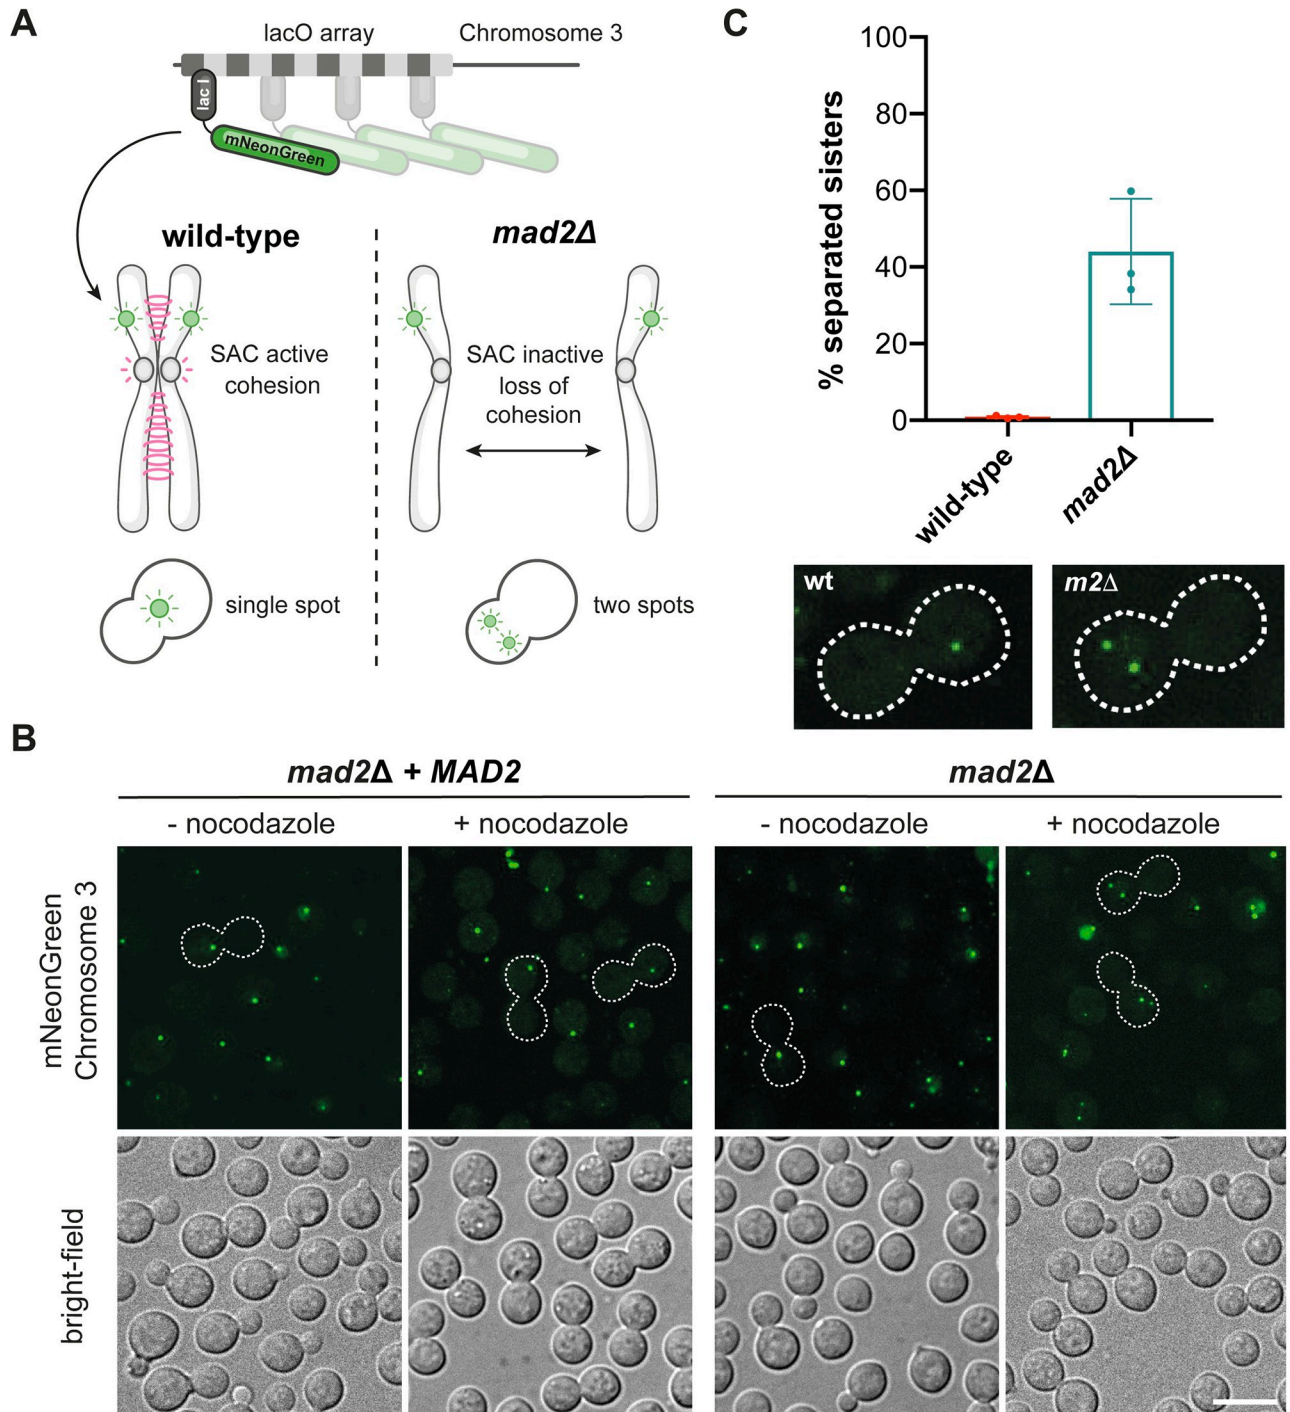 A
lacO array
Chromosome 3
lac I
mNeonGreen
wild-type
mad2Δ
SAC active
cohesion
SAC inactive
loss of
cohesion
single spot
two spots
C
% separated sisters
100
80
60
40
20
0
wild-type
mad2Δ
wt
m2Δ
B
mad2Δ + MAD2
mad2Δ
- nocodazole
+ nocodazole
- nocodazole
+ nocodazole
mNeonGreen
Chromosome 3
bright-field